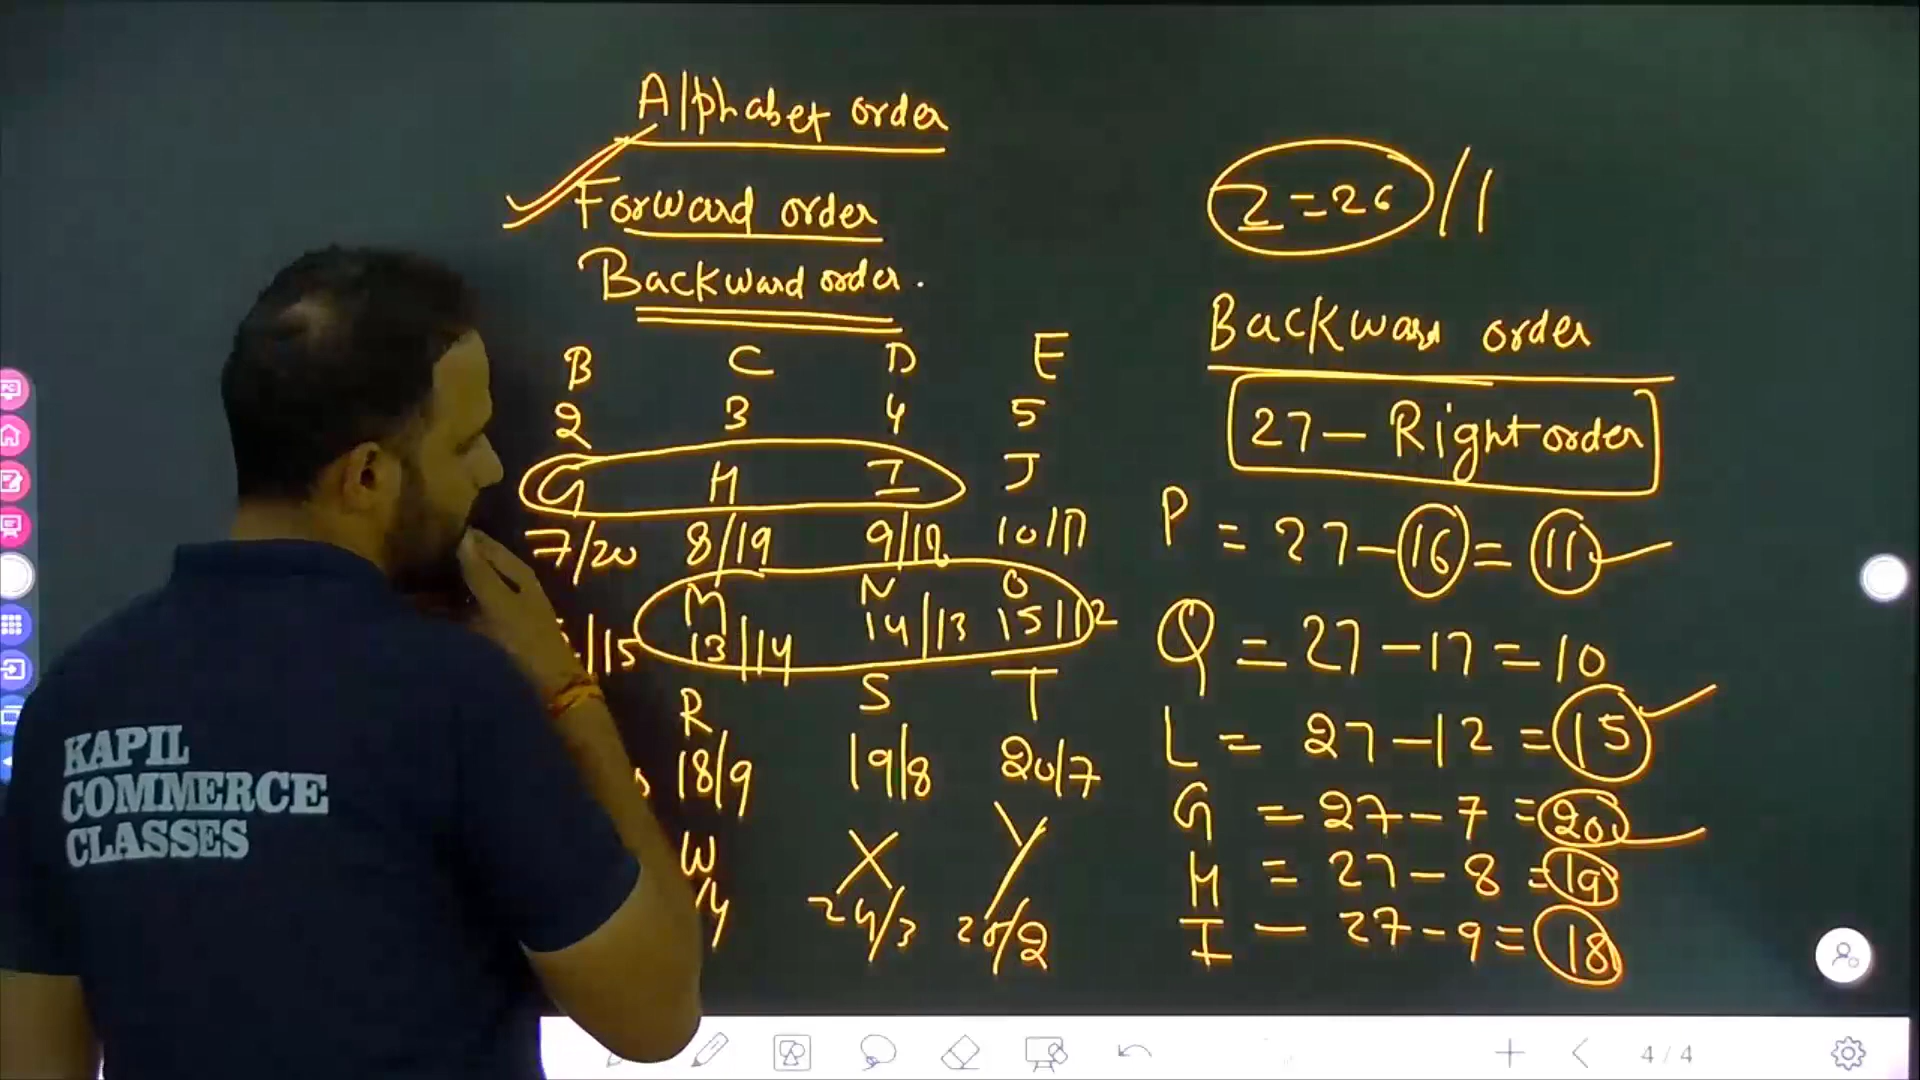 Alphabet order
Forward order
Backward order.
B C D E
2 3 4 5
G H I J
7/20 8/19 9/18 10/17
M N O
/15 13/14 14/13 15/12
R S T
18/9 19/8 20/7
W X Y
/4 24/3 25/2
Z = 26 /1
Backward order
27 - Right order
P = 27 - 16 = 11
Q = 27 - 17 = 10
L = 27 - 12 = 15
G = 27 - 7 = 20
H = 27 - 8 = 19
I - 27 - 9 = 18
KAPIL
COMMERCE
CLASSES
4 / 4